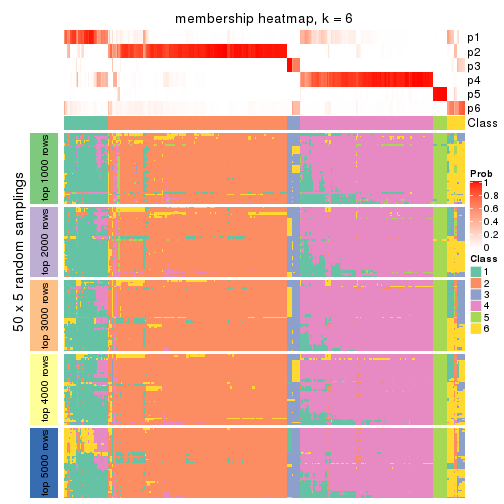 membership heatmap, k = 6
p1
p2
p3
p4
p5
p6
Class
50 x 5 random samplings
top 1000 rows
top 2000 rows
top 3000 rows
top 4000 rows
top 5000 rows
Prob
1
0.8
0.6
0.4
0.2
0
Class
1
2
3
4
5
6